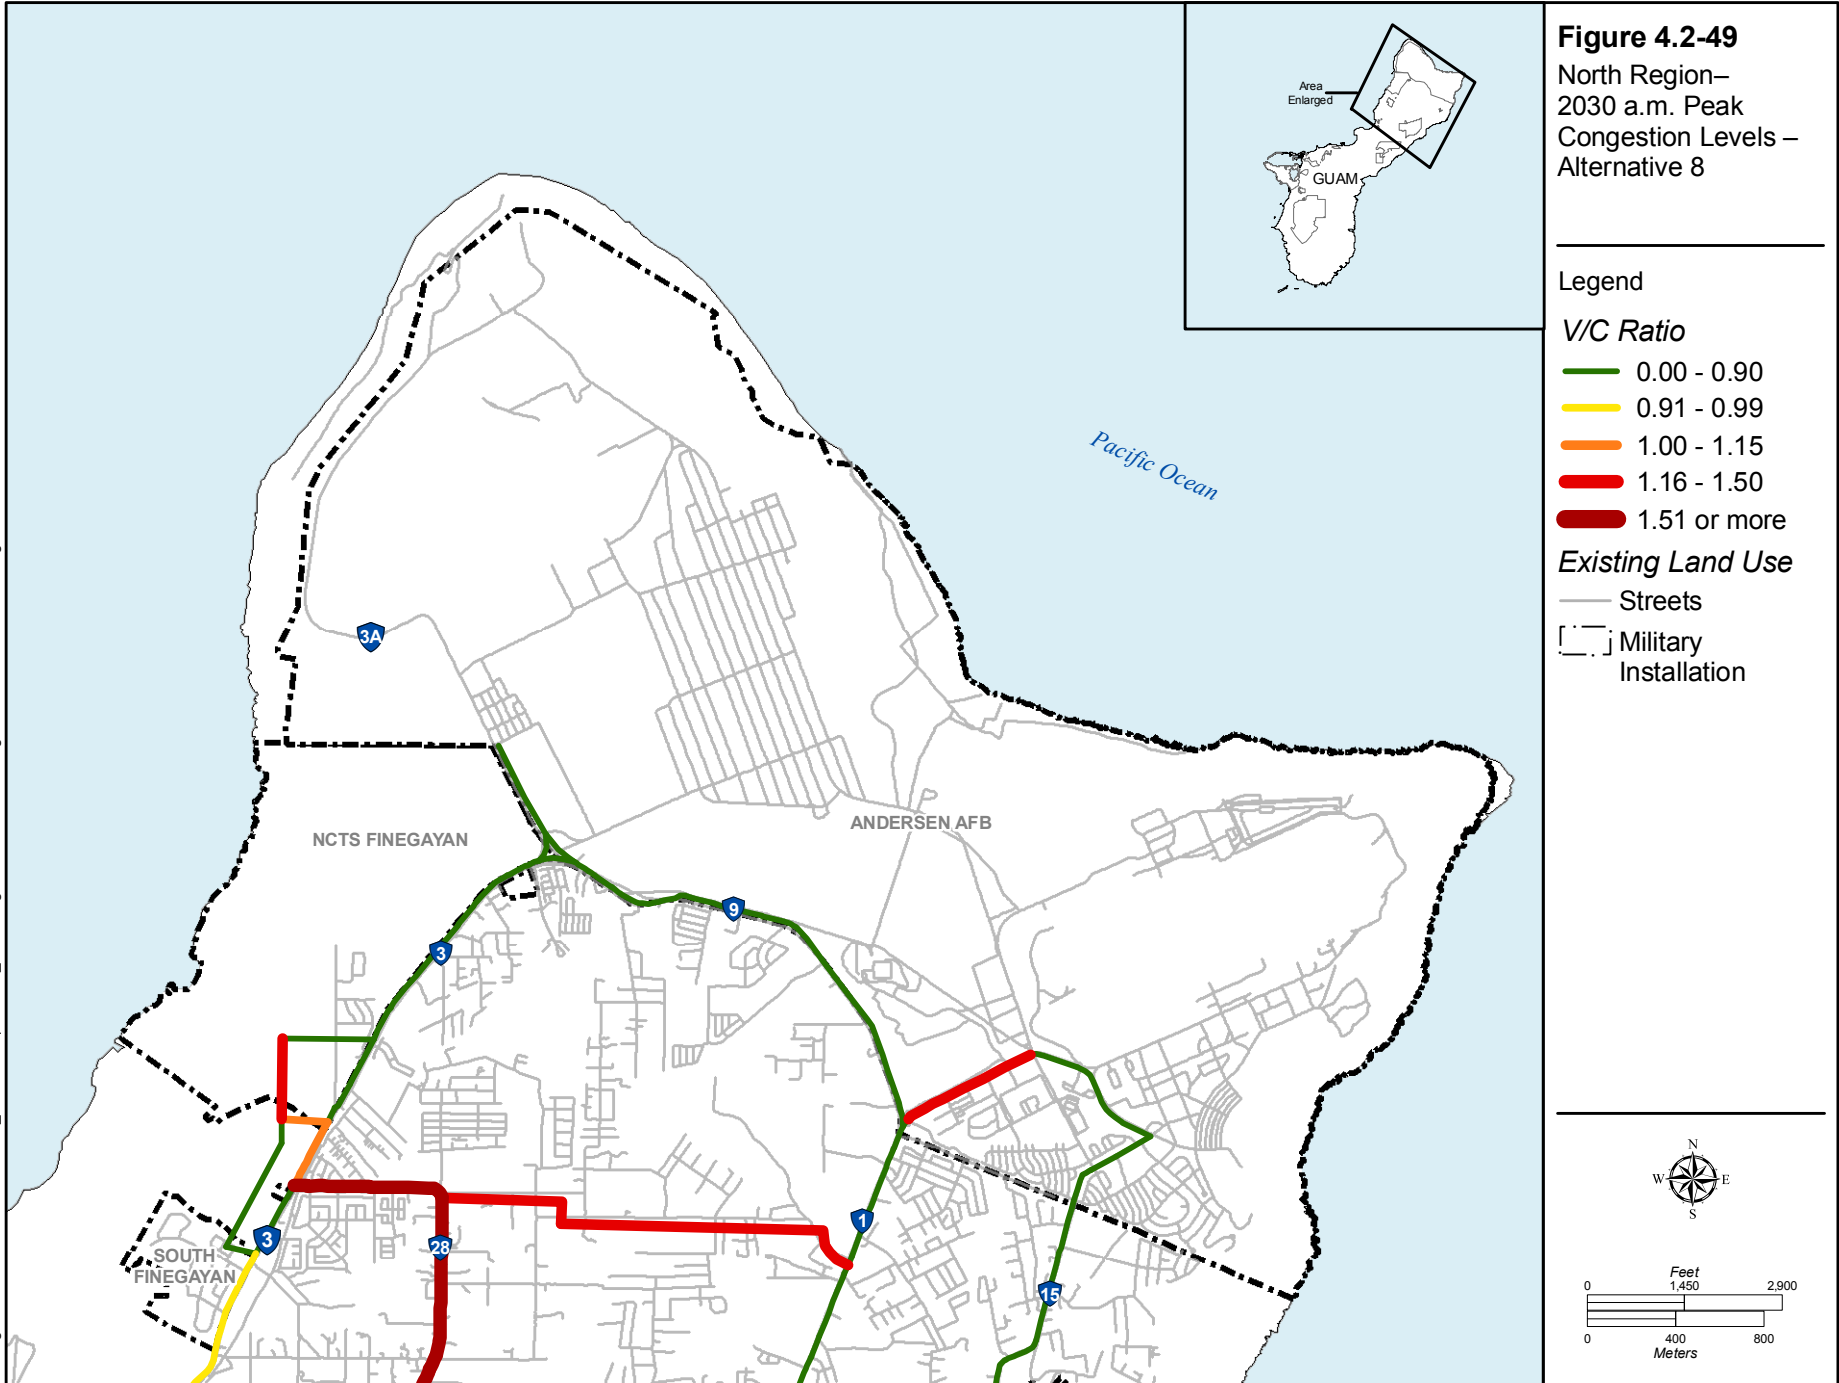 Figure 4.2-49
North Region–
2030 a.m. Peak
Congestion Levels –
Alternative 8
Legend
V/C Ratio
0.00 - 0.90
0.91 - 0.99
1.00 - 1.15
1.16 - 1.50
1.51 or more
Existing Land Use
Streets
Military
Installation
N
W E
S
Feet
0 1,450 2,900
0 400 800
Meters
Area
Enlarged
GUAM
Pacific Ocean
3A
NCTS FINEGAYAN
ANDERSEN AFB
9
3
1
3
28
SOUTH
FINEGAYAN
15